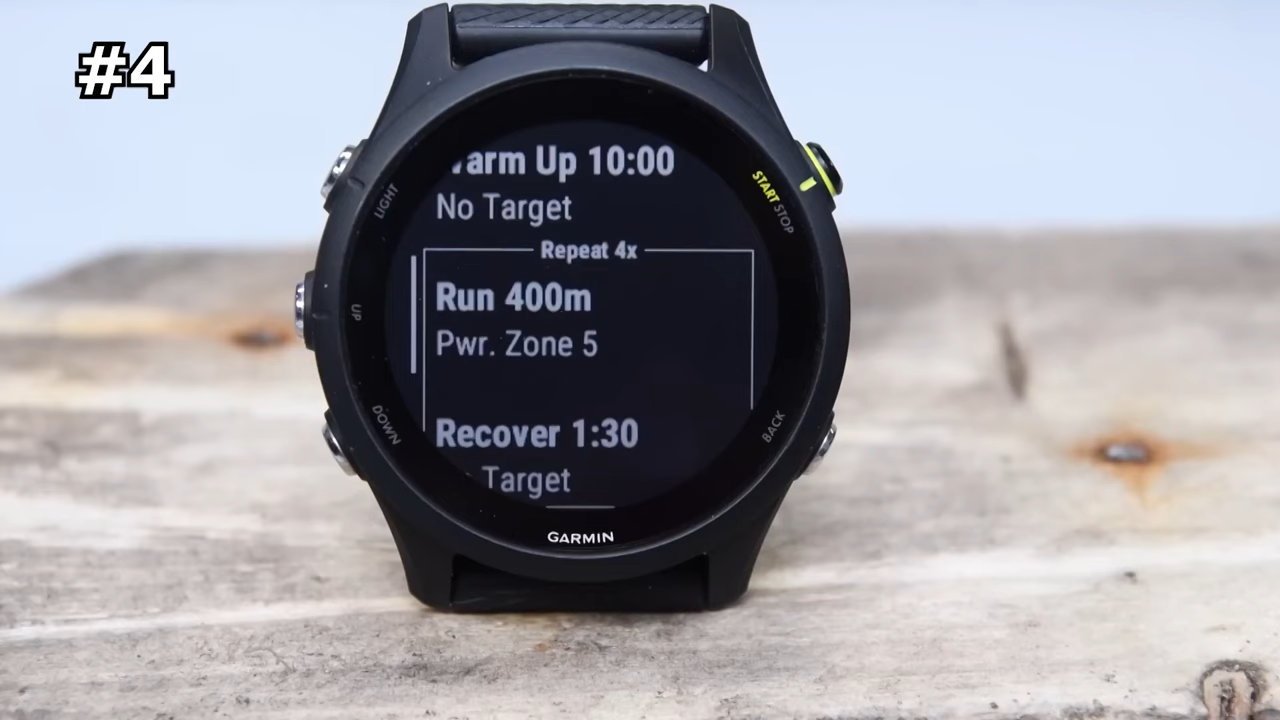 #4
Up 10:00
No Target
Repeat 4x
Run 400m
Pwr. Zone 5
Recover 1:30
Target
LIGHT
UP
DOWN
START STOP
BACK
GARMIN